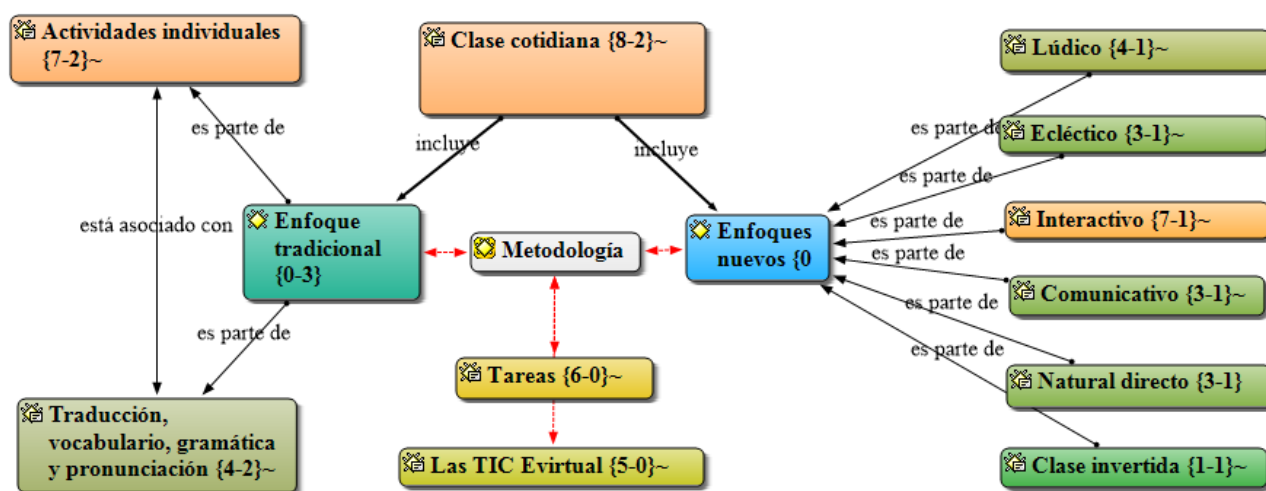 Actividades individuales
{7-2}~
Clase cotidiana {8-2}~
Lúdico {4-1}~
es parte de
incluye
incluye
es parte de
Ecléctico {3-1}~
es parte de
está asociado con
Enfoque
tradicional
{0-3}
Metodología
Enfoques
nuevos {0
es parte de
Interactivo {7-1}~
es parte de
Comunicativo {3-1}~
es parte de
es parte de
Tareas {6-0}~
Natural directo {3-1}
Traducción,
vocabulario, gramática
y pronunciación {4-2}~
Las TIC Evirtual {5-0}~
Clase invertida {1-1}~